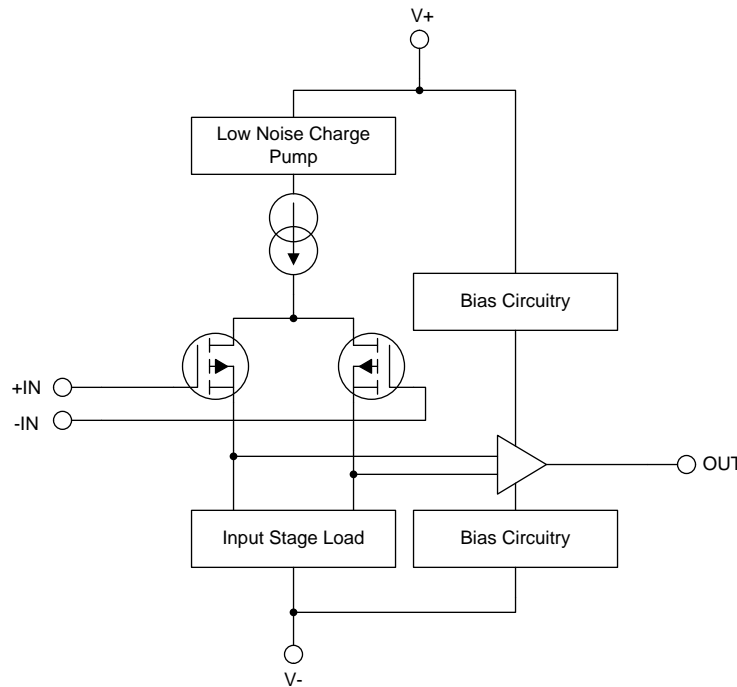 V+
Low Noise Charge
Pump
Bias Circuitry
+IN
-IN
OUT
Input Stage Load
Bias Circuitry
V-